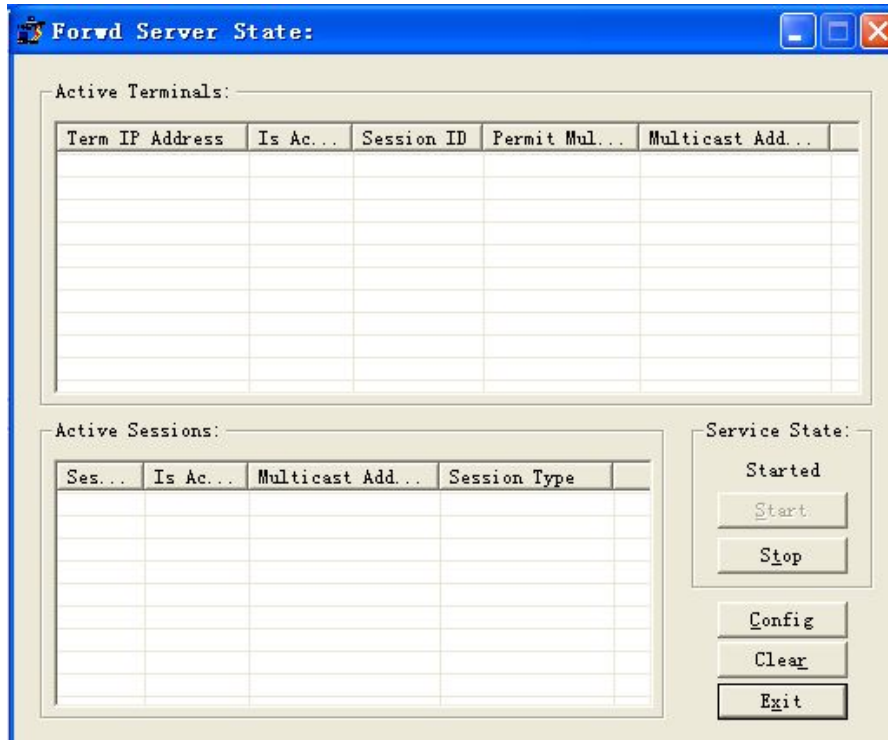 Forwd Server State:
Active Terminals:
Term IP Address Is Ac... Session ID Permit Mul... Multicast Add...
Active Sessions:
Ses... Is Ac... Multicast Add... Session Type
Service State:
Started
Start
Stop
Config
Clear
Exit